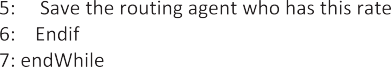 5: Save the routing agent who has this rate
6: Endif
7: endWhile